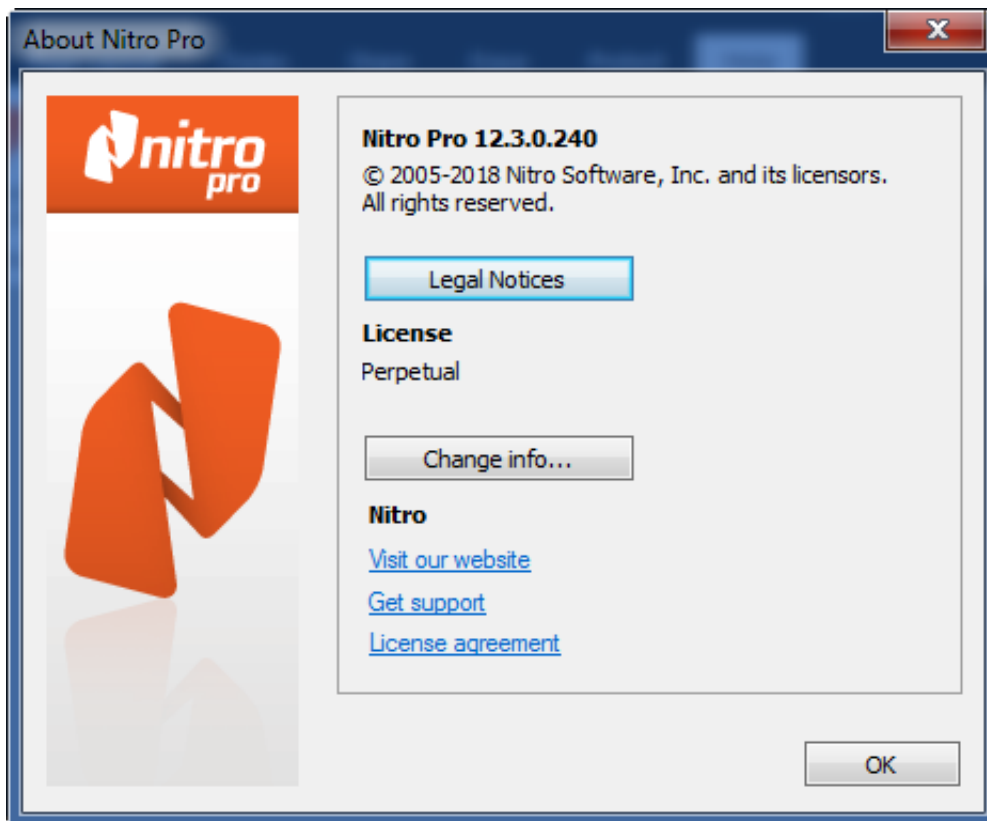 About Nitro Pro
nitro
pro
Nitro Pro 12.3.0.240
© 2005-2018 Nitro Software, Inc. and its licensors.
All rights reserved.
Legal Notices
License
Perpetual
Change info...
Nitro
Visit our website
Get support
License agreement
OK